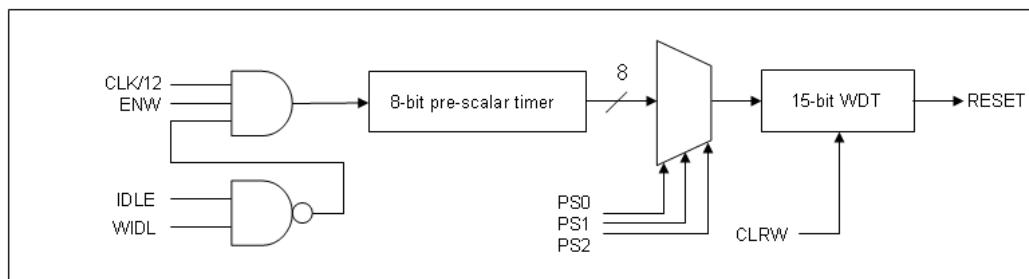 CLK/12
ENW
IDLE
WIDL
8-bit pre-scalar timer
8
PS0
PS1
PS2
15-bit WDT
CLRW
RESET